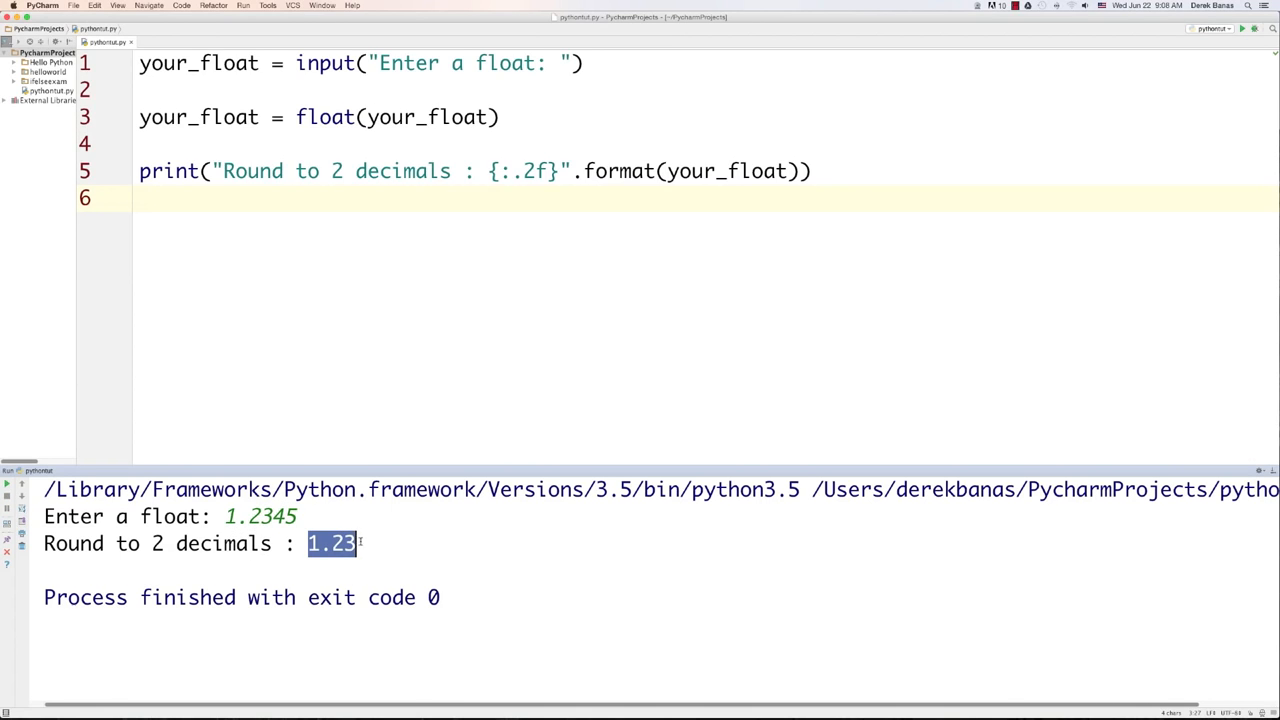 PyCharm File Edit View Navigate Code Refactor Run Tools VCS Window Help
10 Wed Jun 22 9:08 AM Derek Banas
pythontut.py - PycharmProjects - [~/PycharmProjects]
PycharmProjects pythontut.py
pythontut
pythontut.py
PycharmProject
Hello Python
helloworld
ifelseexam
pythontut.py
External Librarie
1 your_float = input("Enter a float: ")
2
3 your_float = float(your_float)
4
5 print("Round to 2 decimals : {:.2f}".format(your_float))
6
Run pythontut
/Library/Frameworks/Python.framework/Versions/3.5/bin/python3.5 /Users/derekbanas/PycharmProjects/pytho
Enter a float: 1.2345
Round to 2 decimals : 1.23
Process finished with exit code 0
4 chars 3:27 LF÷ UTF-8÷